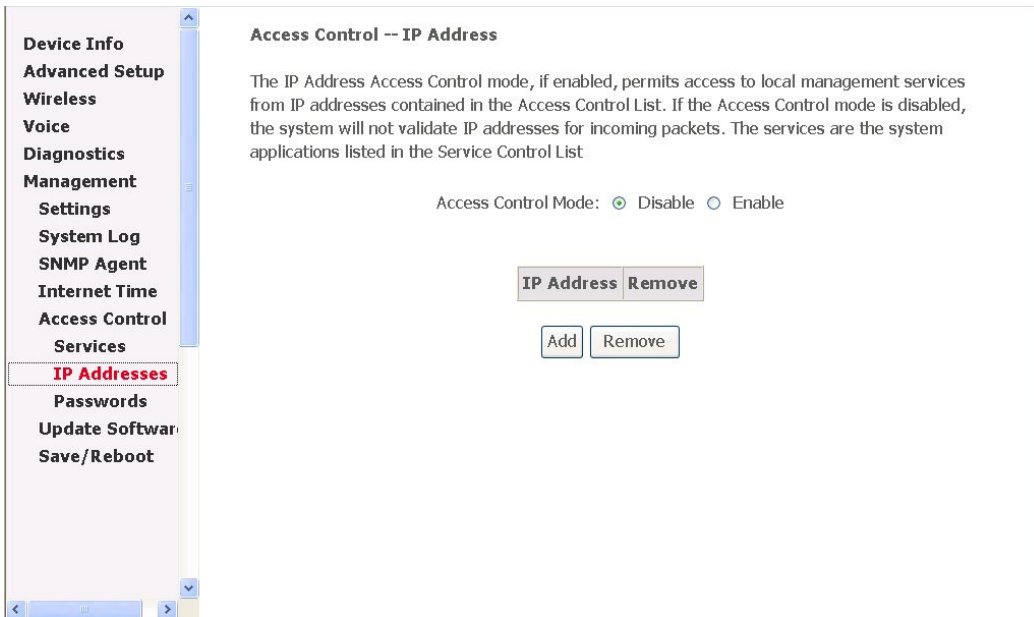 Device Info
Advanced Setup
Wireless
Voice
Diagnostics
Management
Settings
System Log
SNMP Agent
Internet Time
Access Control
Services
IP Addresses
Passwords
Update Softwar
Save/Reboot
Access Control -- IP Address
The IP Address Access Control mode, if enabled, permits access to local management services
from IP addresses contained in the Access Control List. If the Access Control mode is disabled,
the system will not validate IP addresses for incoming packets. The services are the system
applications listed in the Service Control List
Access Control Mode: Disable Enable
IP Address Remove
Add Remove